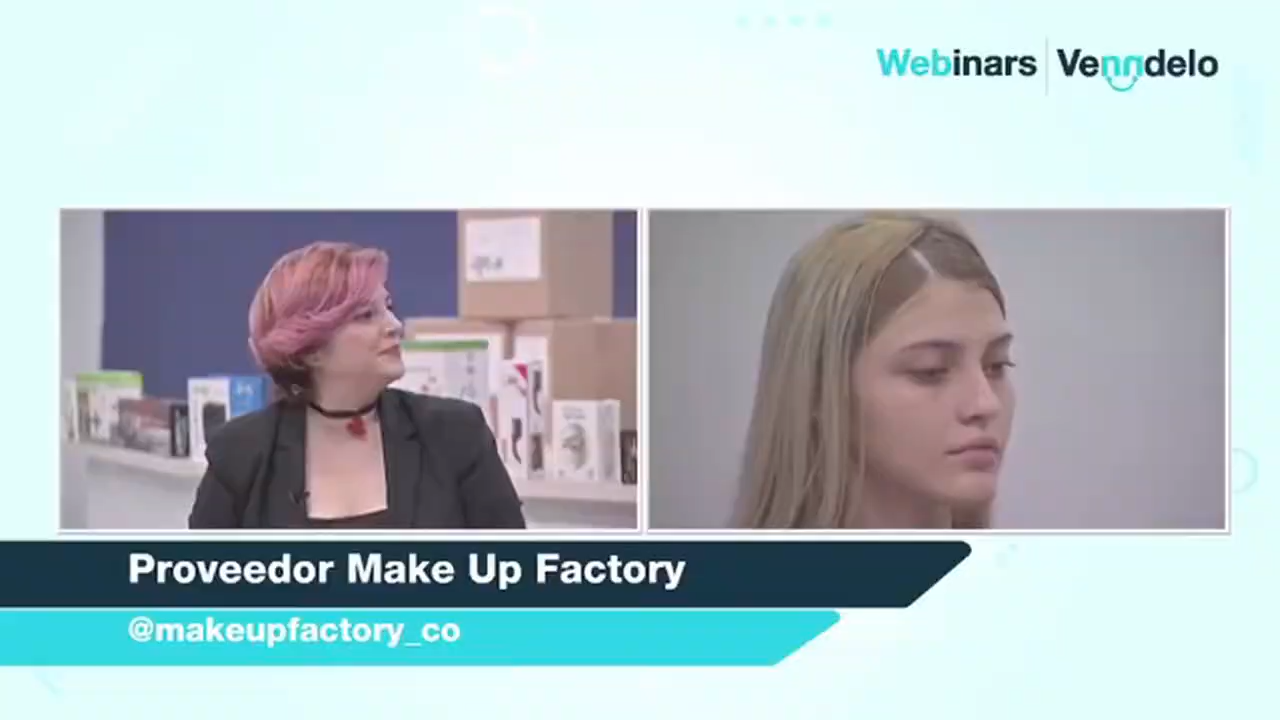 Webinars | Venndelo
Proveedor Make Up Factory
@makeupfactory_co